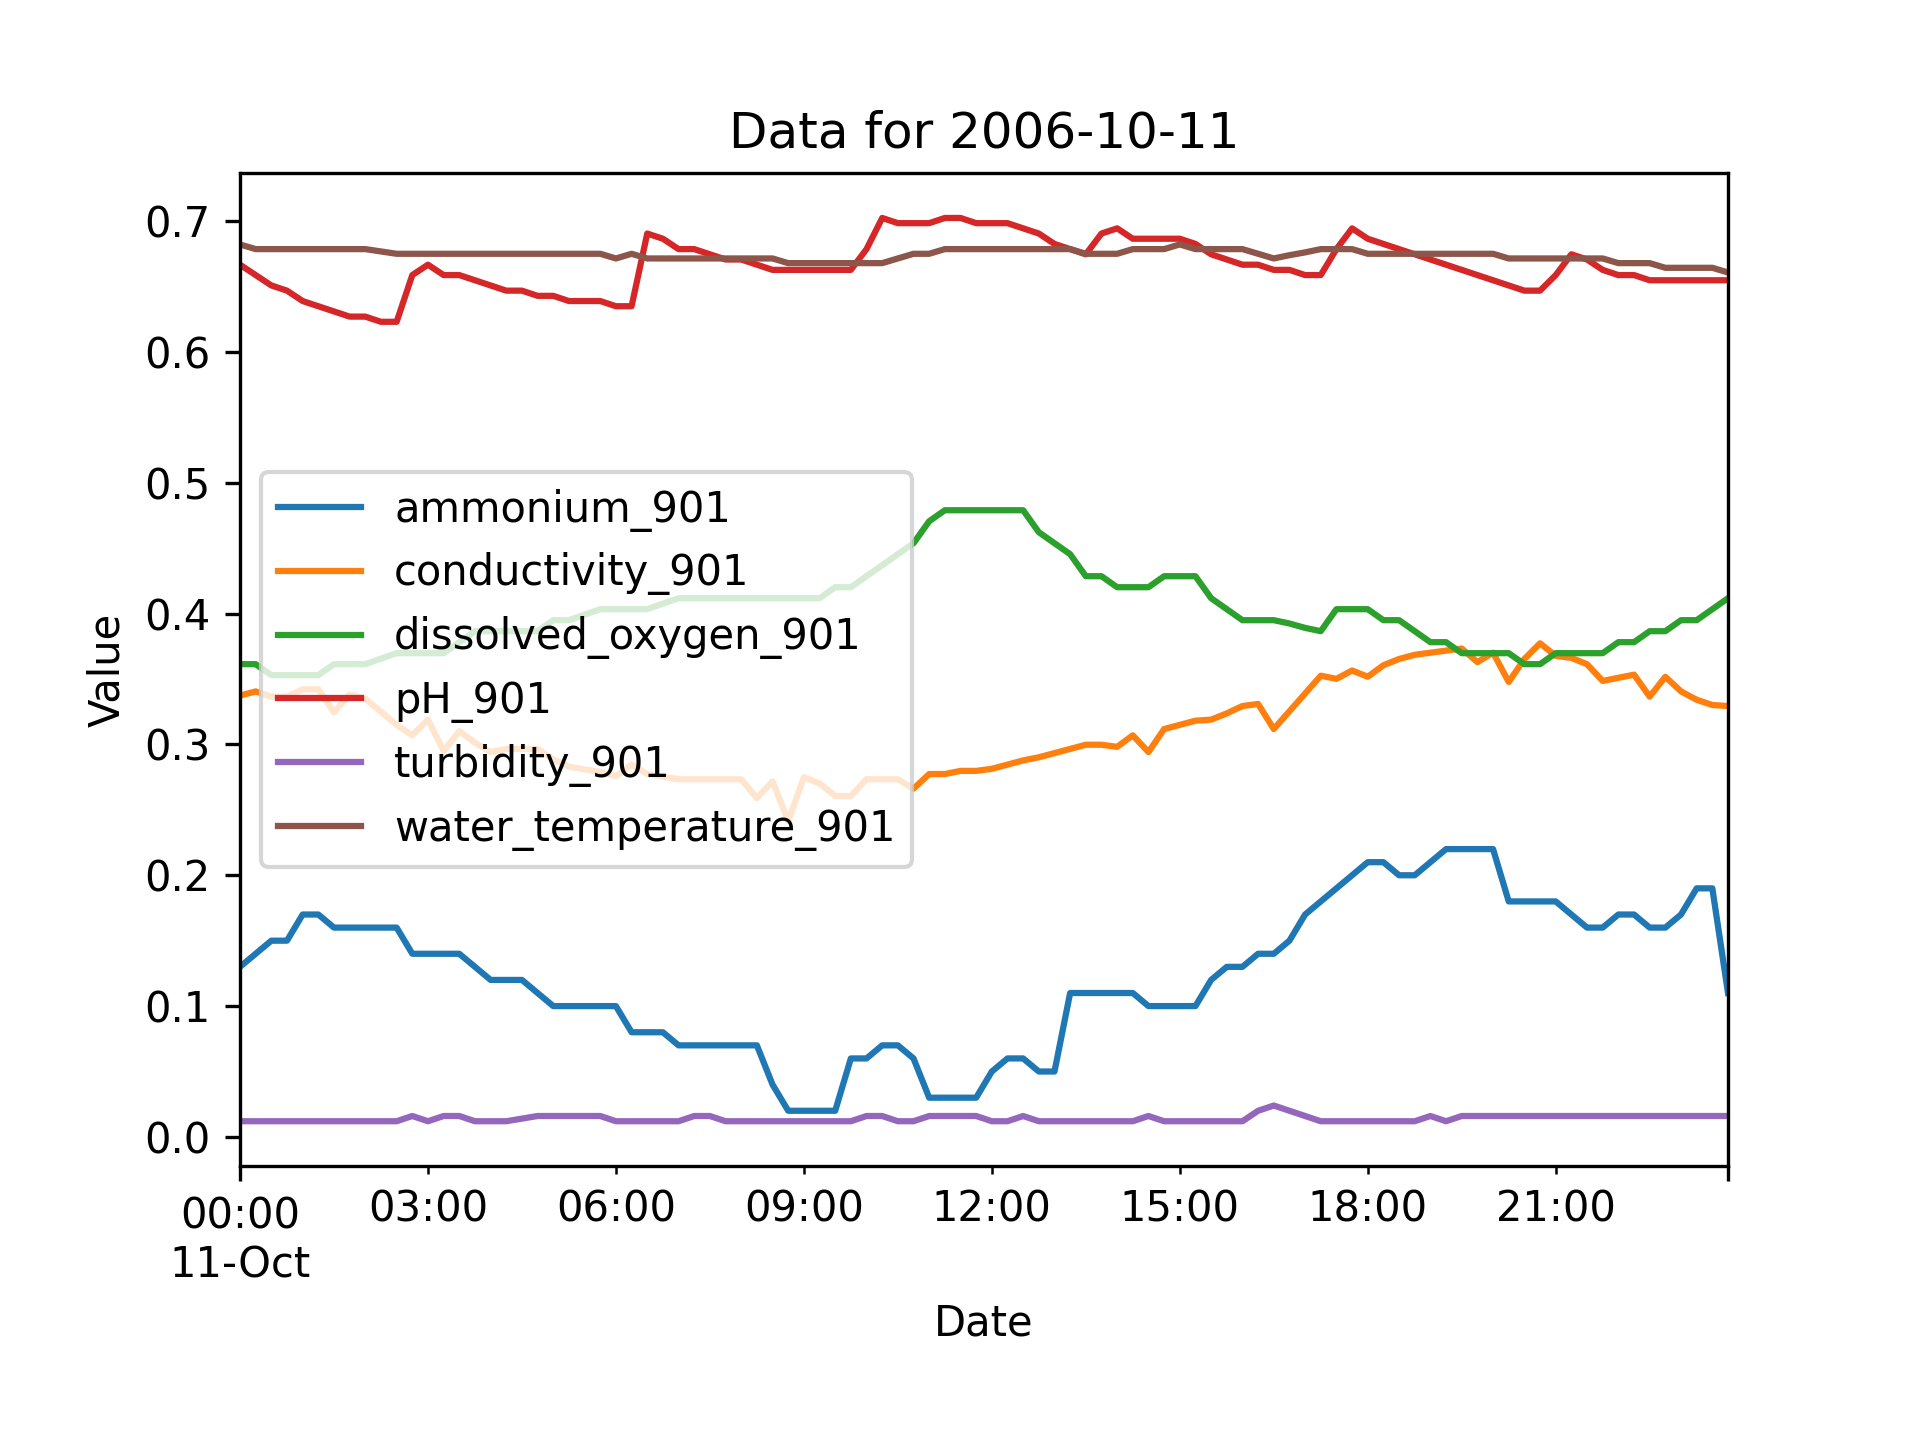 Data for 2006-10-11
Value
0.7
0.6
0.5
0.4
0.3
0.2
0.1
0.0
ammonium_901
conductivity_901
dissolved_oxygen_901
pH_901
turbidity_901
water_temperature_901
00:00 03:00 06:00 09:00 12:00 15:00 18:00 21:00
11-Oct
Date